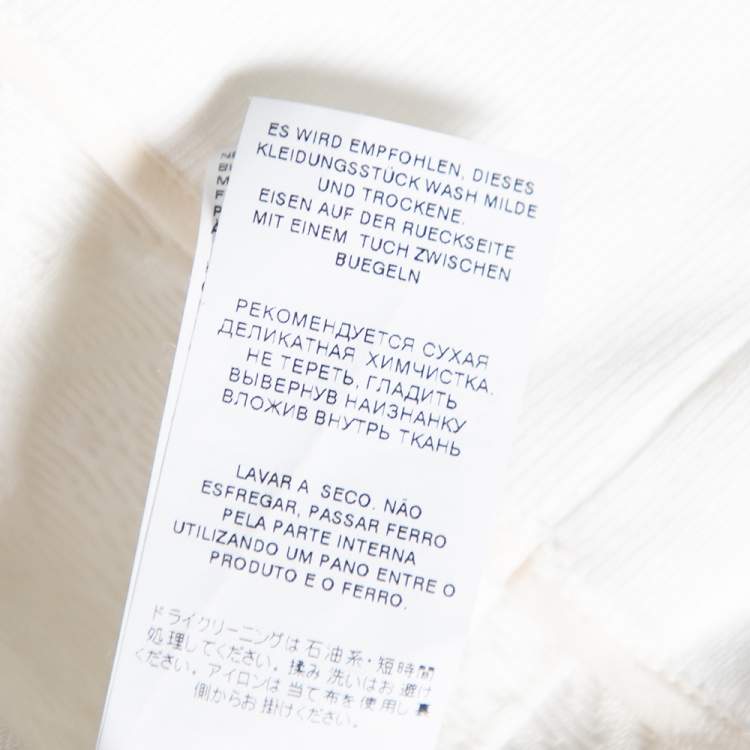 ES WIRD EMPFOHLEN, DIESES
KLEIDUNGSSTÜCK WASH MILDE
UND TROCKENE.
EISEN AUF DER RUECKSEITE
MIT EINEM TUCH ZWISCHEN
BUEGELN
РЕКОМЕНДУЕТСЯ СУХАЯ
ДЕЛИКАТНАЯ ХИМЧИСТКА.
НЕ ТЕРЕТЬ, ГЛАДИТЬ
ВЫВЕРНУВ НАИЗНАНКУ
ВЛОЖИВ ВНУТРЬ ТКАНЬ
LAVAR A SECO. NÃO
ESFREGAR, PASSAR FERRO
PELA PARTE INTERNA
UTILIZANDO UM PANO ENTRE O
PRODUTO E O FERRO.
ドライクリーニングは石油系・短時間
処理してください。揉み洗いはお避け
ください。アイロンは当て布を使用し裏
側からお掛けください。